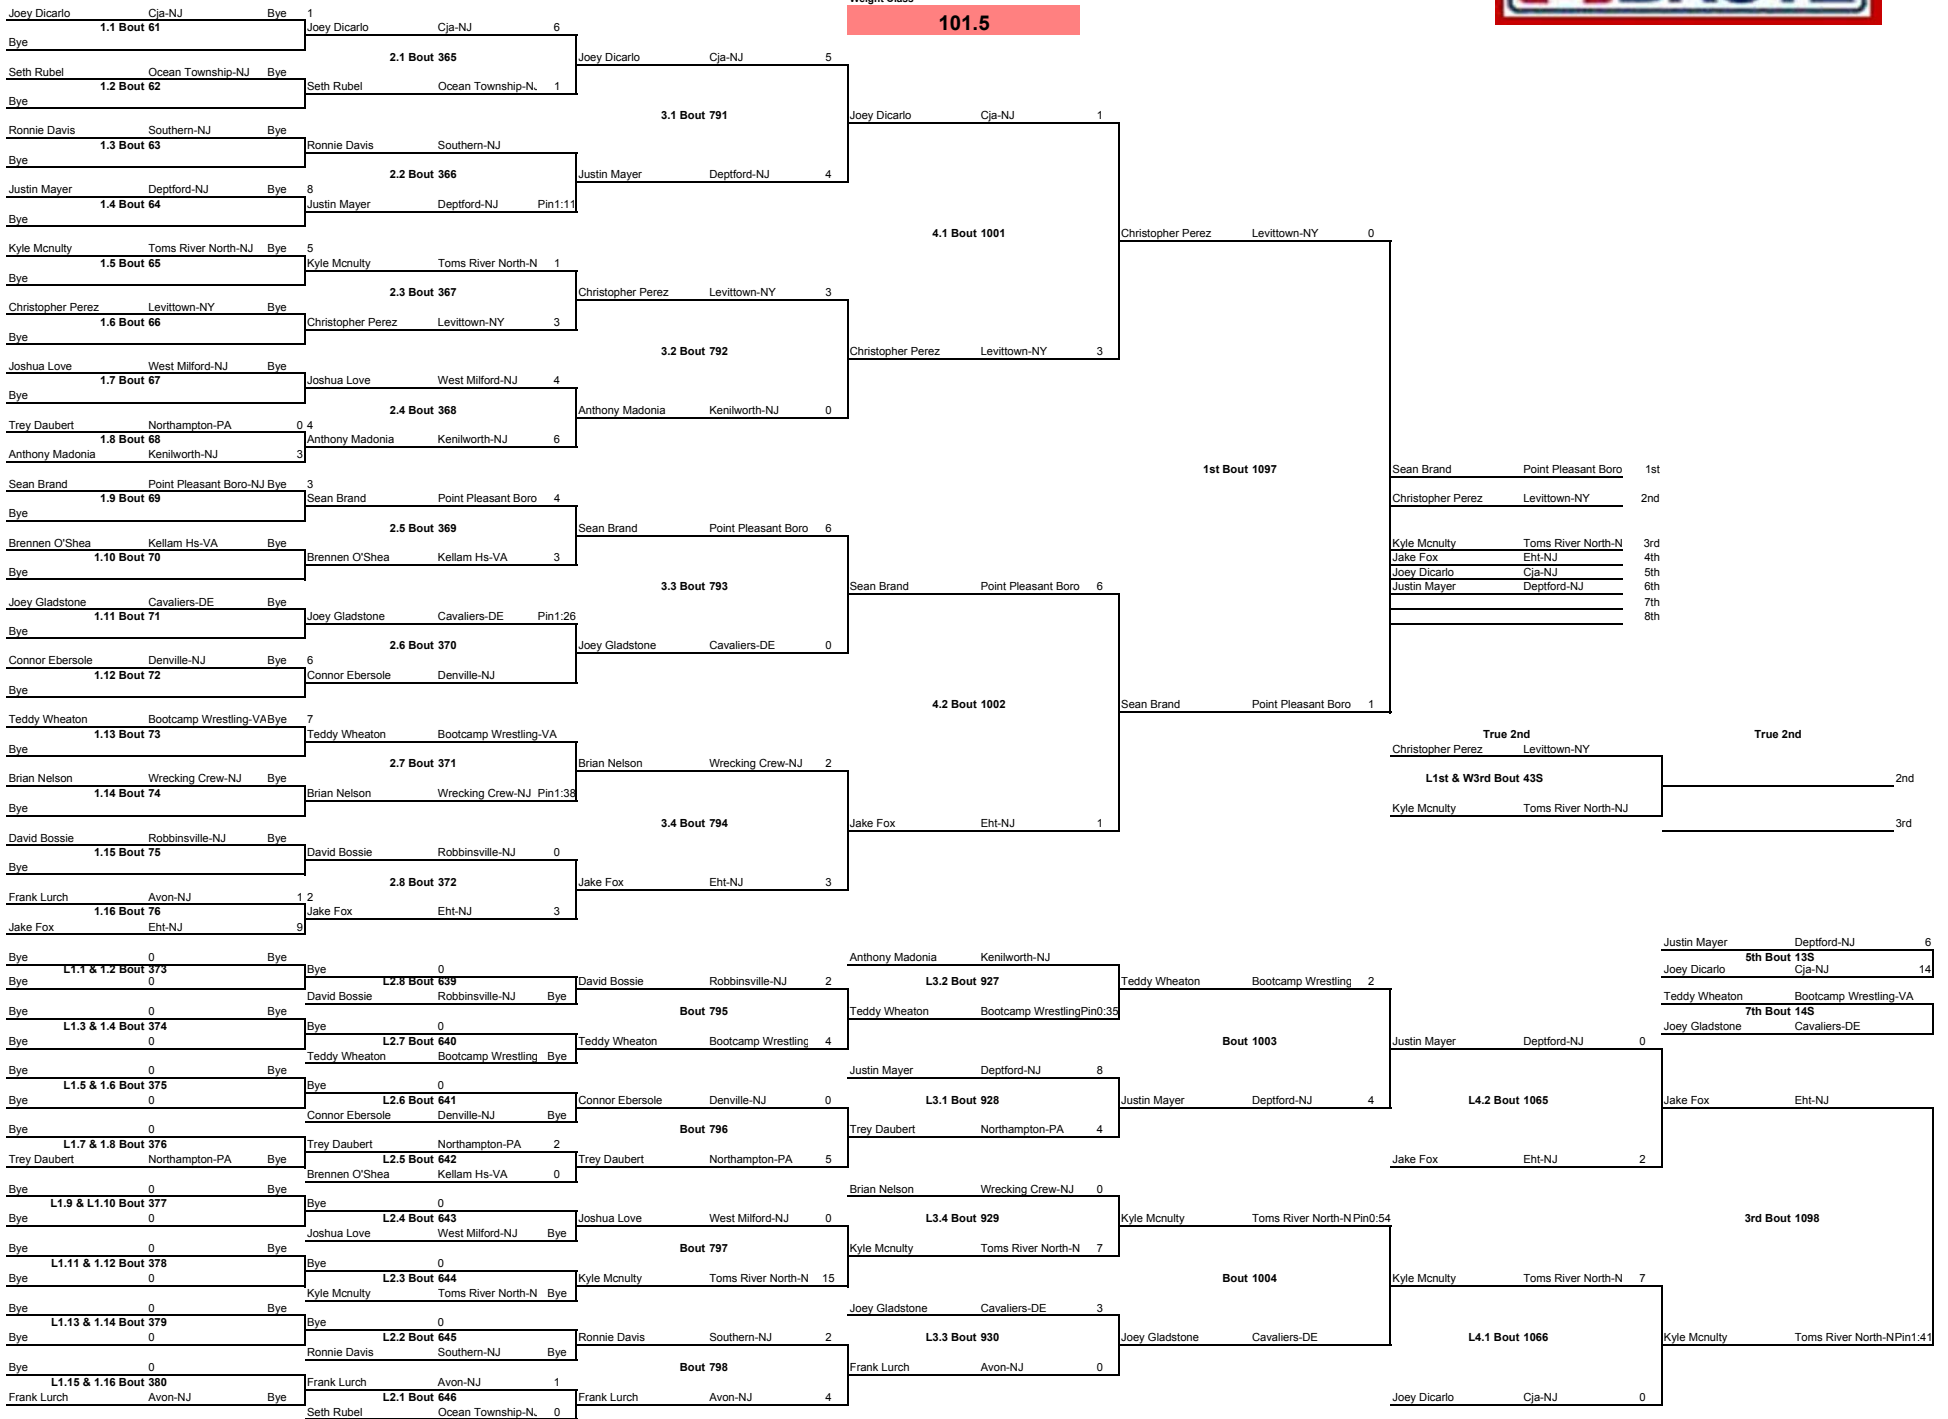 Weight Class
101.5
Joey Dicarlo Cja-NJ Bye 1
1.1 Bout 61
Bye
Seth Rubel Ocean Township-NJ Bye
1.2 Bout 62
Bye
Ronnie Davis Southern-NJ Bye
1.3 Bout 63
Bye
Justin Mayer Deptford-NJ Bye 8
1.4 Bout 64
Bye
Kyle Mcnulty Toms River North-NJ Bye 5
1.5 Bout 65
Bye
Christopher Perez Levittown-NY Bye
1.6 Bout 66
Bye
Joshua Love West Milford-NJ Bye
1.7 Bout 67
Bye
Trey Daubert Northampton-PA 0 4
1.8 Bout 68
Anthony Madonia Kenilworth-NJ 3
Sean Brand Point Pleasant Boro-NJ Bye 3
1.9 Bout 69
Bye
Brennen O'Shea Kellam Hs-VA Bye
1.10 Bout 70
Bye
Joey Gladstone Cavaliers-DE Bye
1.11 Bout 71
Bye
Connor Ebersole Denville-NJ Bye 6
1.12 Bout 72
Bye
Teddy Wheaton Bootcamp Wrestling-VABye 7
1.13 Bout 73
Bye
Brian Nelson Wrecking Crew-NJ Bye
1.14 Bout 74
Bye
David Bossie Robbinsville-NJ Bye
1.15 Bout 75
Bye
Frank Lurch Avon-NJ 1 2
1.16 Bout 76
Jake Fox Eht-NJ 9
Joey Dicarlo Cja-NJ 6
2.1 Bout 365
Seth Rubel Ocean Township-N. 1
Ronnie Davis Southern-NJ
2.2 Bout 366
Justin Mayer Deptford-NJ Pin1:11
Kyle Mcnulty Toms River North-N 1
2.3 Bout 367
Christopher Perez Levittown-NY 3
Joshua Love West Milford-NJ 4
2.4 Bout 368
Anthony Madonia Kenilworth-NJ 6
Sean Brand Point Pleasant Boro 4
2.5 Bout 369
Brennen O'Shea Kellam Hs-VA 3
Joey Gladstone Cavaliers-DE Pin1:26
2.6 Bout 370
Connor Ebersole Denville-NJ
Teddy Wheaton Bootcamp Wrestling-VA
2.7 Bout 371
Brian Nelson Wrecking Crew-NJ Pin1:38
David Bossie Robbinsville-NJ 0
2.8 Bout 372
Jake Fox Eht-NJ 3
Joey Dicarlo Cja-NJ 5
3.1 Bout 791
Justin Mayer Deptford-NJ 4
Christopher Perez Levittown-NY 3
3.2 Bout 792
Anthony Madonia Kenilworth-NJ 0
Sean Brand Point Pleasant Boro 6
3.3 Bout 793
Joey Gladstone Cavaliers-DE 0
Brian Nelson Wrecking Crew-NJ 2
3.4 Bout 794
Jake Fox Eht-NJ 3
Joey Dicarlo Cja-NJ 1
4.1 Bout 1001
Christopher Perez Levittown-NY 3
Sean Brand Point Pleasant Boro 6
4.2 Bout 1002
Jake Fox Eht-NJ 1
Christopher Perez Levittown-NY 0
1st Bout 1097
Sean Brand Point Pleasant Boro 1
Sean Brand Point Pleasant Boro 1st
Christopher Perez Levittown-NY 2nd
Kyle Mcnulty Toms River North-N 3rd
Jake Fox Eht-NJ 4th
Joey Dicarlo Cja-NJ 5th
Justin Mayer Deptford-NJ 6th
7th
8th
True 2nd True 2nd
Christopher Perez Levittown-NY
L1st & W3rd Bout 43S 2nd
Kyle Mcnulty Toms River North-NJ
3rd
Bye 0 Bye
L1.1 & 1.2 Bout 373
Bye 0
Bye 0 Bye
L1.3 & 1.4 Bout 374
Bye 0
Bye 0 Bye
L1.5 & 1.6 Bout 375
Bye 0
Bye 0
L1.7 & 1.8 Bout 376
Trey Daubert Northampton-PA Bye
Bye 0 Bye
L1.9 & L1.10 Bout 377
Bye 0
Bye 0 Bye
L1.11 & 1.12 Bout 378
Bye 0
Bye 0 Bye
L1.13 & 1.14 Bout 379
Bye 0
Bye 0
L1.15 & 1.16 Bout 380
Frank Lurch Avon-NJ Bye
Bye 0
L2.8 Bout 639
David Bossie Robbinsville-NJ Bye
Bye 0
L2.7 Bout 640
Teddy Wheaton Bootcamp Wrestling Bye
Bye 0
L2.6 Bout 641
Connor Ebersole Denville-NJ Bye
Trey Daubert Northampton-PA 2
L2.5 Bout 642
Brennen O'Shea Kellam Hs-VA 0
Bye 0
L2.4 Bout 643
Joshua Love West Milford-NJ Bye
Bye 0
L2.3 Bout 644
Kyle Mcnulty Toms River North-N Bye
Bye 0
L2.2 Bout 645
Ronnie Davis Southern-NJ Bye
Frank Lurch Avon-NJ 1
L2.1 Bout 646
Seth Rubel Ocean Township-N. 0
David Bossie Robbinsville-NJ 2
Bout 795
Teddy Wheaton Bootcamp Wrestling 4
Connor Ebersole Denville-NJ 0
Bout 796
Trey Daubert Northampton-PA 5
Joshua Love West Milford-NJ 0
Bout 797
Kyle Mcnulty Toms River North-N 15
Ronnie Davis Southern-NJ 2
Bout 798
Frank Lurch Avon-NJ 4
Anthony Madonia Kenilworth-NJ
L3.2 Bout 927
Teddy Wheaton Bootcamp WrestlingPin0:35
Justin Mayer Deptford-NJ 8
L3.1 Bout 928
Trey Daubert Northampton-PA 4
Brian Nelson Wrecking Crew-NJ 0
L3.4 Bout 929
Kyle Mcnulty Toms River North-N 7
Joey Gladstone Cavaliers-DE 3
L3.3 Bout 930
Frank Lurch Avon-NJ 0
Teddy Wheaton Bootcamp Wrestling 2
Bout 1003
Justin Mayer Deptford-NJ 4
Kyle Mcnulty Toms River North-NPin0:54
Bout 1004
Joey Gladstone Cavaliers-DE
Justin Mayer Deptford-NJ 0
L4.2 Bout 1065
Jake Fox Eht-NJ 2
Kyle Mcnulty Toms River North-N 7
L4.1 Bout 1066
Joey Dicarlo Cja-NJ 0
Justin Mayer Deptford-NJ 6
5th Bout 13S
Joey Dicarlo Cja-NJ 14
Teddy Wheaton Bootcamp Wrestling-VA
7th Bout 14S
Joey Gladstone Cavaliers-DE
Jake Fox Eht-NJ
3rd Bout 1098
Kyle Mcnulty Toms River North-NPin1:41